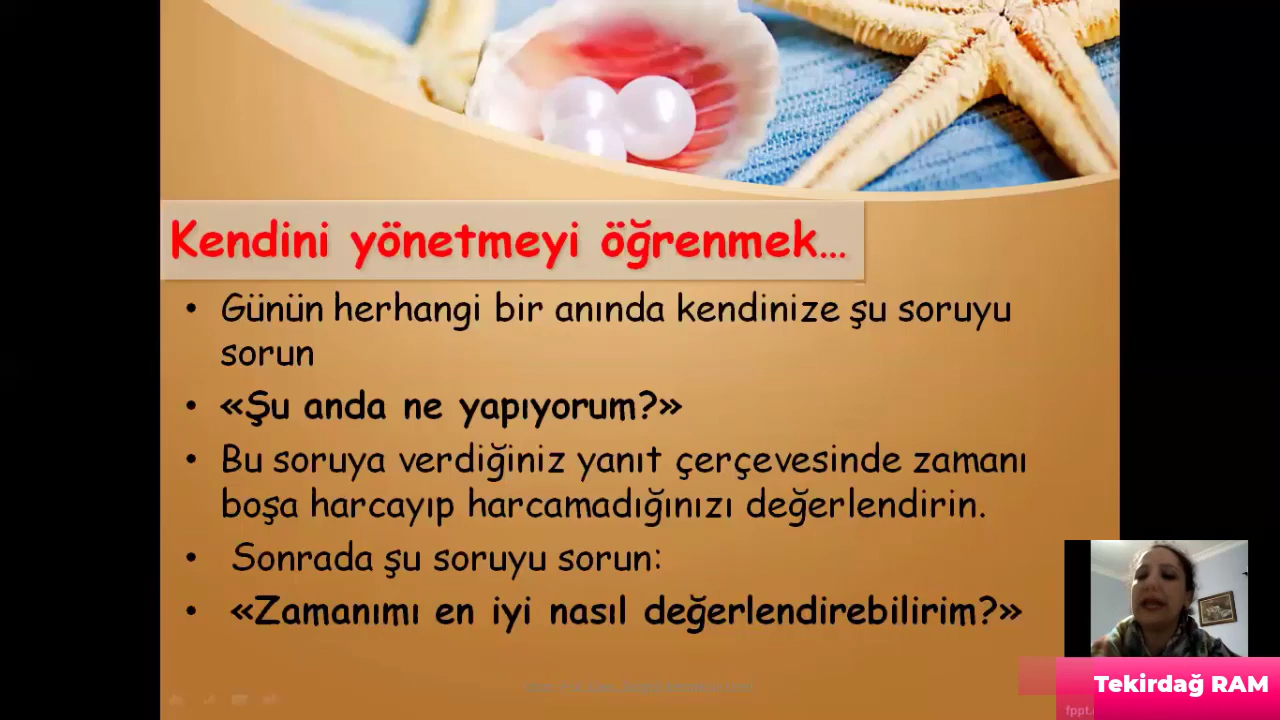 Kendini yönetmeyi öğrenmek...
• Günün herhangi bir anında kendinize şu soruyu
sorun
• «Şu anda ne yapıyorum?»
• Bu soruya verdiğiniz yanıt çerçevesinde zamanı
boşa harcayıp harcamadığınızı değerlendirin.
• Sonrada şu soruyu sorun:
• «Zamanımı en iyi nasıl değerlendirebilirim?»
Tekirdağ RAM